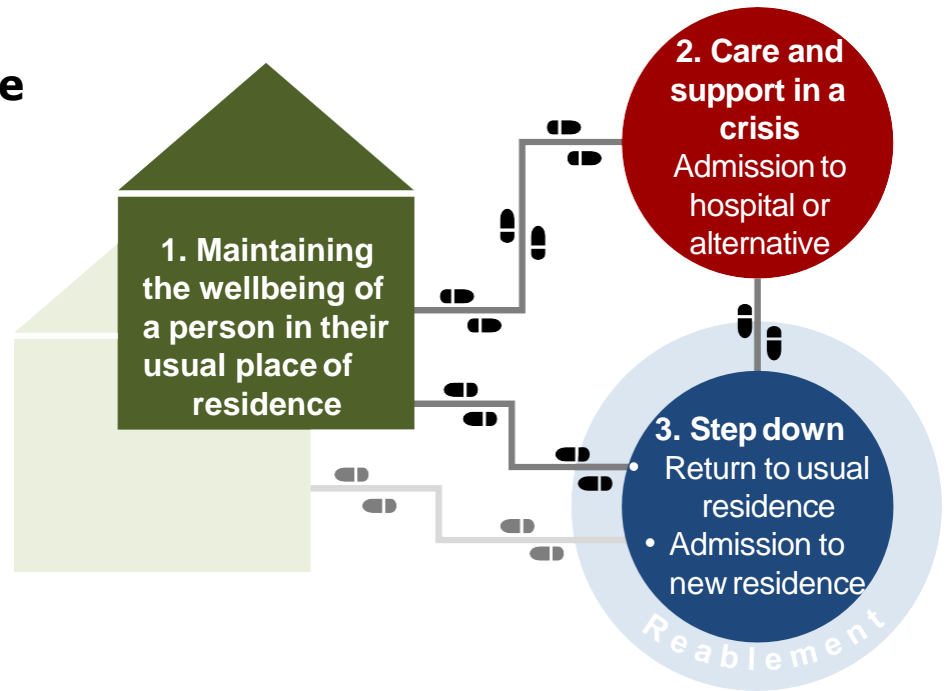 e
1. Maintaining
the wellbeing of
a person in their
usual place of
residence
2. Care and
support in a
crisis
Admission to
hospital or
alternative
3. Step down
• Return to usual
residence
• Admission to
new residence
Reablement